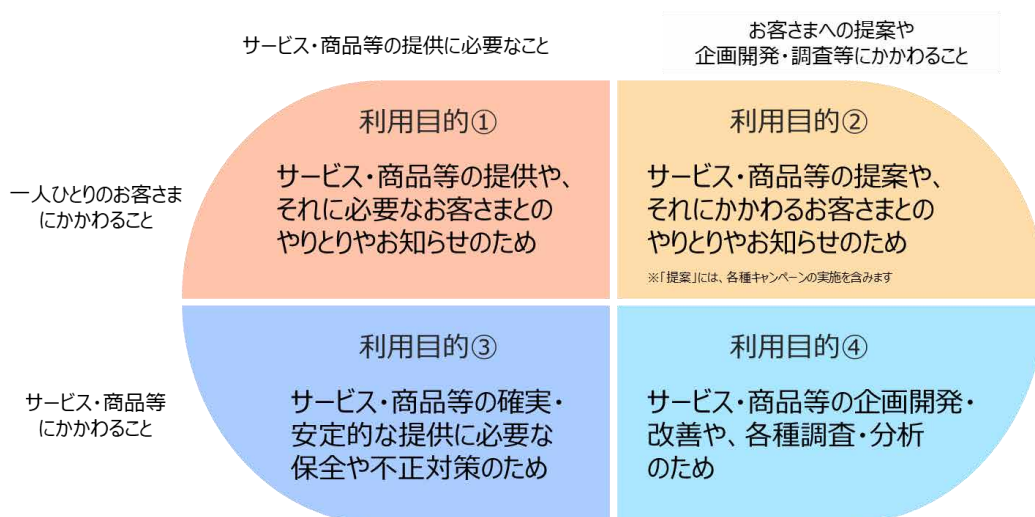 サービス・商品等の提供に必要なこと
お客さまへの提案や
企画開発・調査等にかかわること
一人ひとりのお客さま
にかかわること
利用目的①
サービス・商品等の提供や、
それに必要なお客さまとの
やりとりやお知らせのため
利用目的②
サービス・商品等の提案や、
それにかかわるお客さまとの
やりとりやお知らせのため
※「提案」には、各種キャンペーンの実施を含みます
サービス・商品等
にかかわること
利用目的③
サービス・商品等の確実・
安定的な提供に必要な
保全や不正対策のため
利用目的④
サービス・商品等の企画開発・
改善や、各種調査・分析
のため